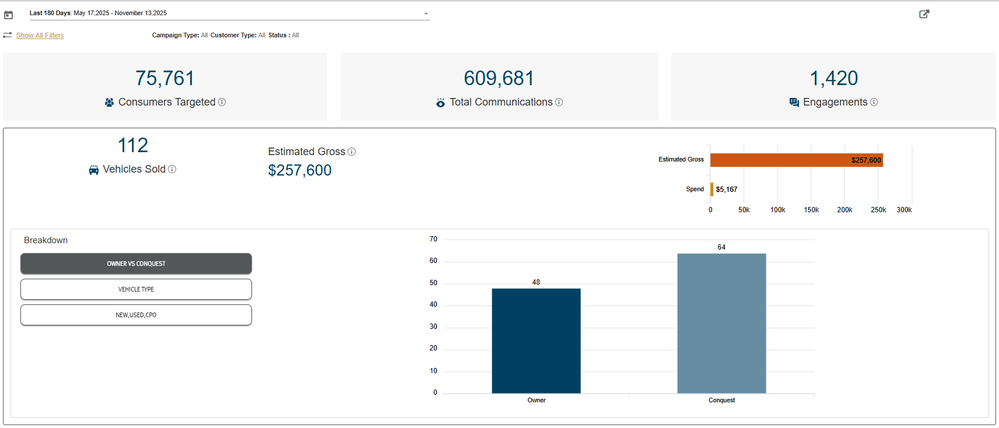 Last 180 Days: May 17,2025 - November 13,2025
Show All Filters
Campaign Type: All Customer Type: All Status : All
75,761
Consumers Targeted
609,681
Total Communications
1,420
Engagements
112
Vehicles Sold
Estimated Gross
$257,600
Estimated Gross
$257,600
Spend
$5,167
0 50k 100k 150k 200k 250k 300k
Breakdown
OWNER VS CONQUEST
VEHICLE TYPE
NEW,USED,CPO
70
60
50
40
30
20
10
0
48
64
Owner
Conquest